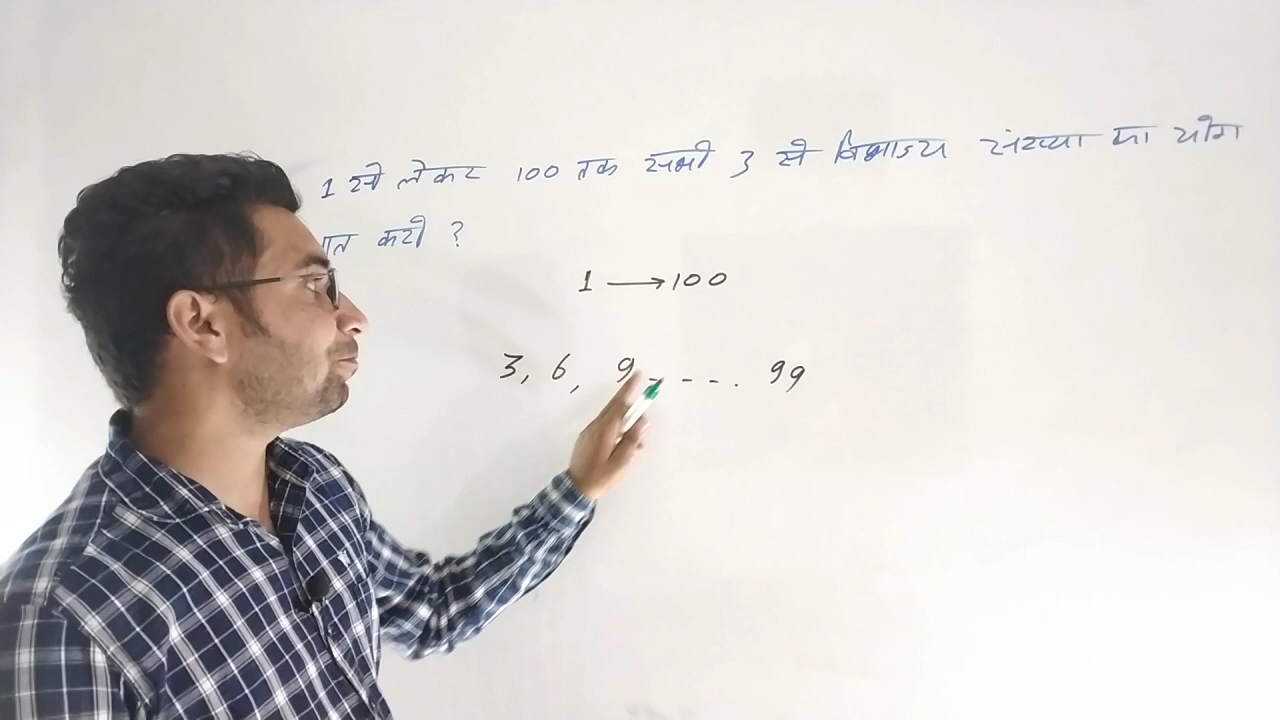 1 से लेकर 100 तक सभी 3 से विभाज्य संख्या का योग
करो ?
1 → 100
3, 6, 9 - - - . 99